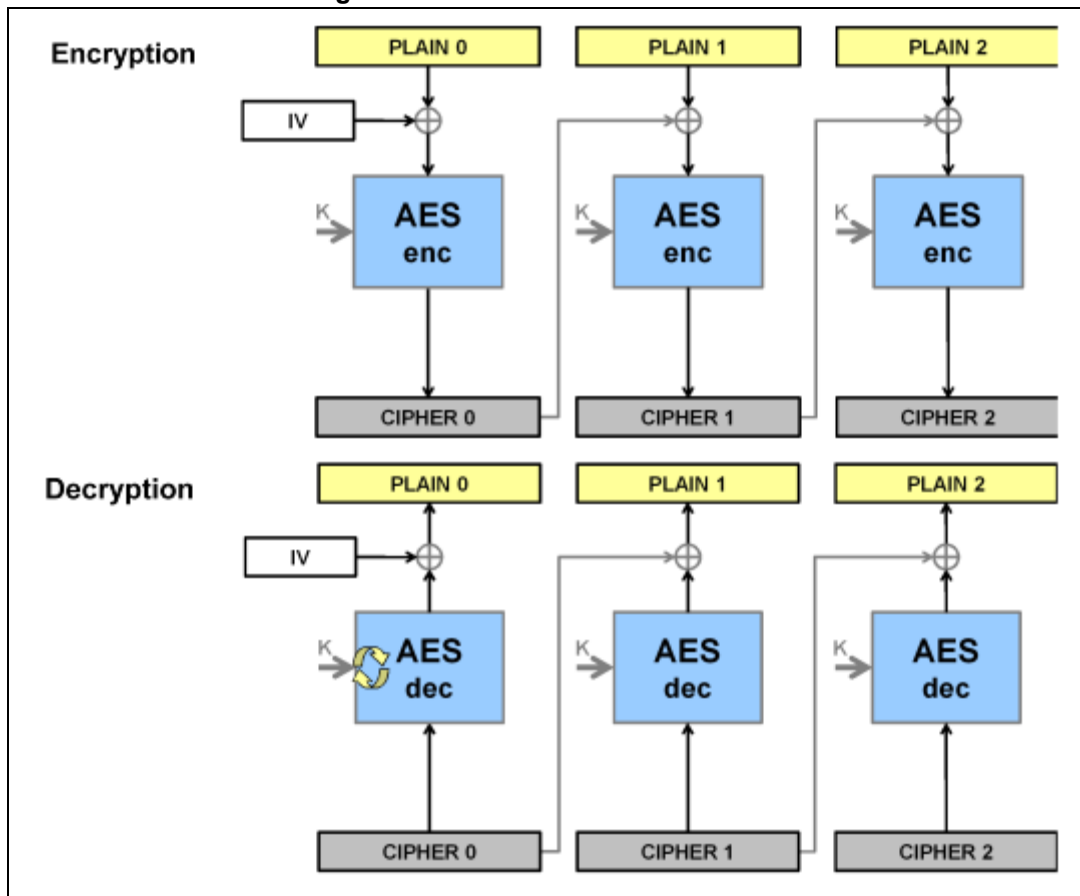 Encryption
PLAIN 0
PLAIN 1
PLAIN 2
IV
K
AES
enc
K
AES
enc
K
AES
enc
CIPHER 0
CIPHER 1
CIPHER 2
Decryption
PLAIN 0
PLAIN 1
PLAIN 2
IV
K
AES
dec
K
AES
dec
K
AES
dec
CIPHER 0
CIPHER 1
CIPHER 2